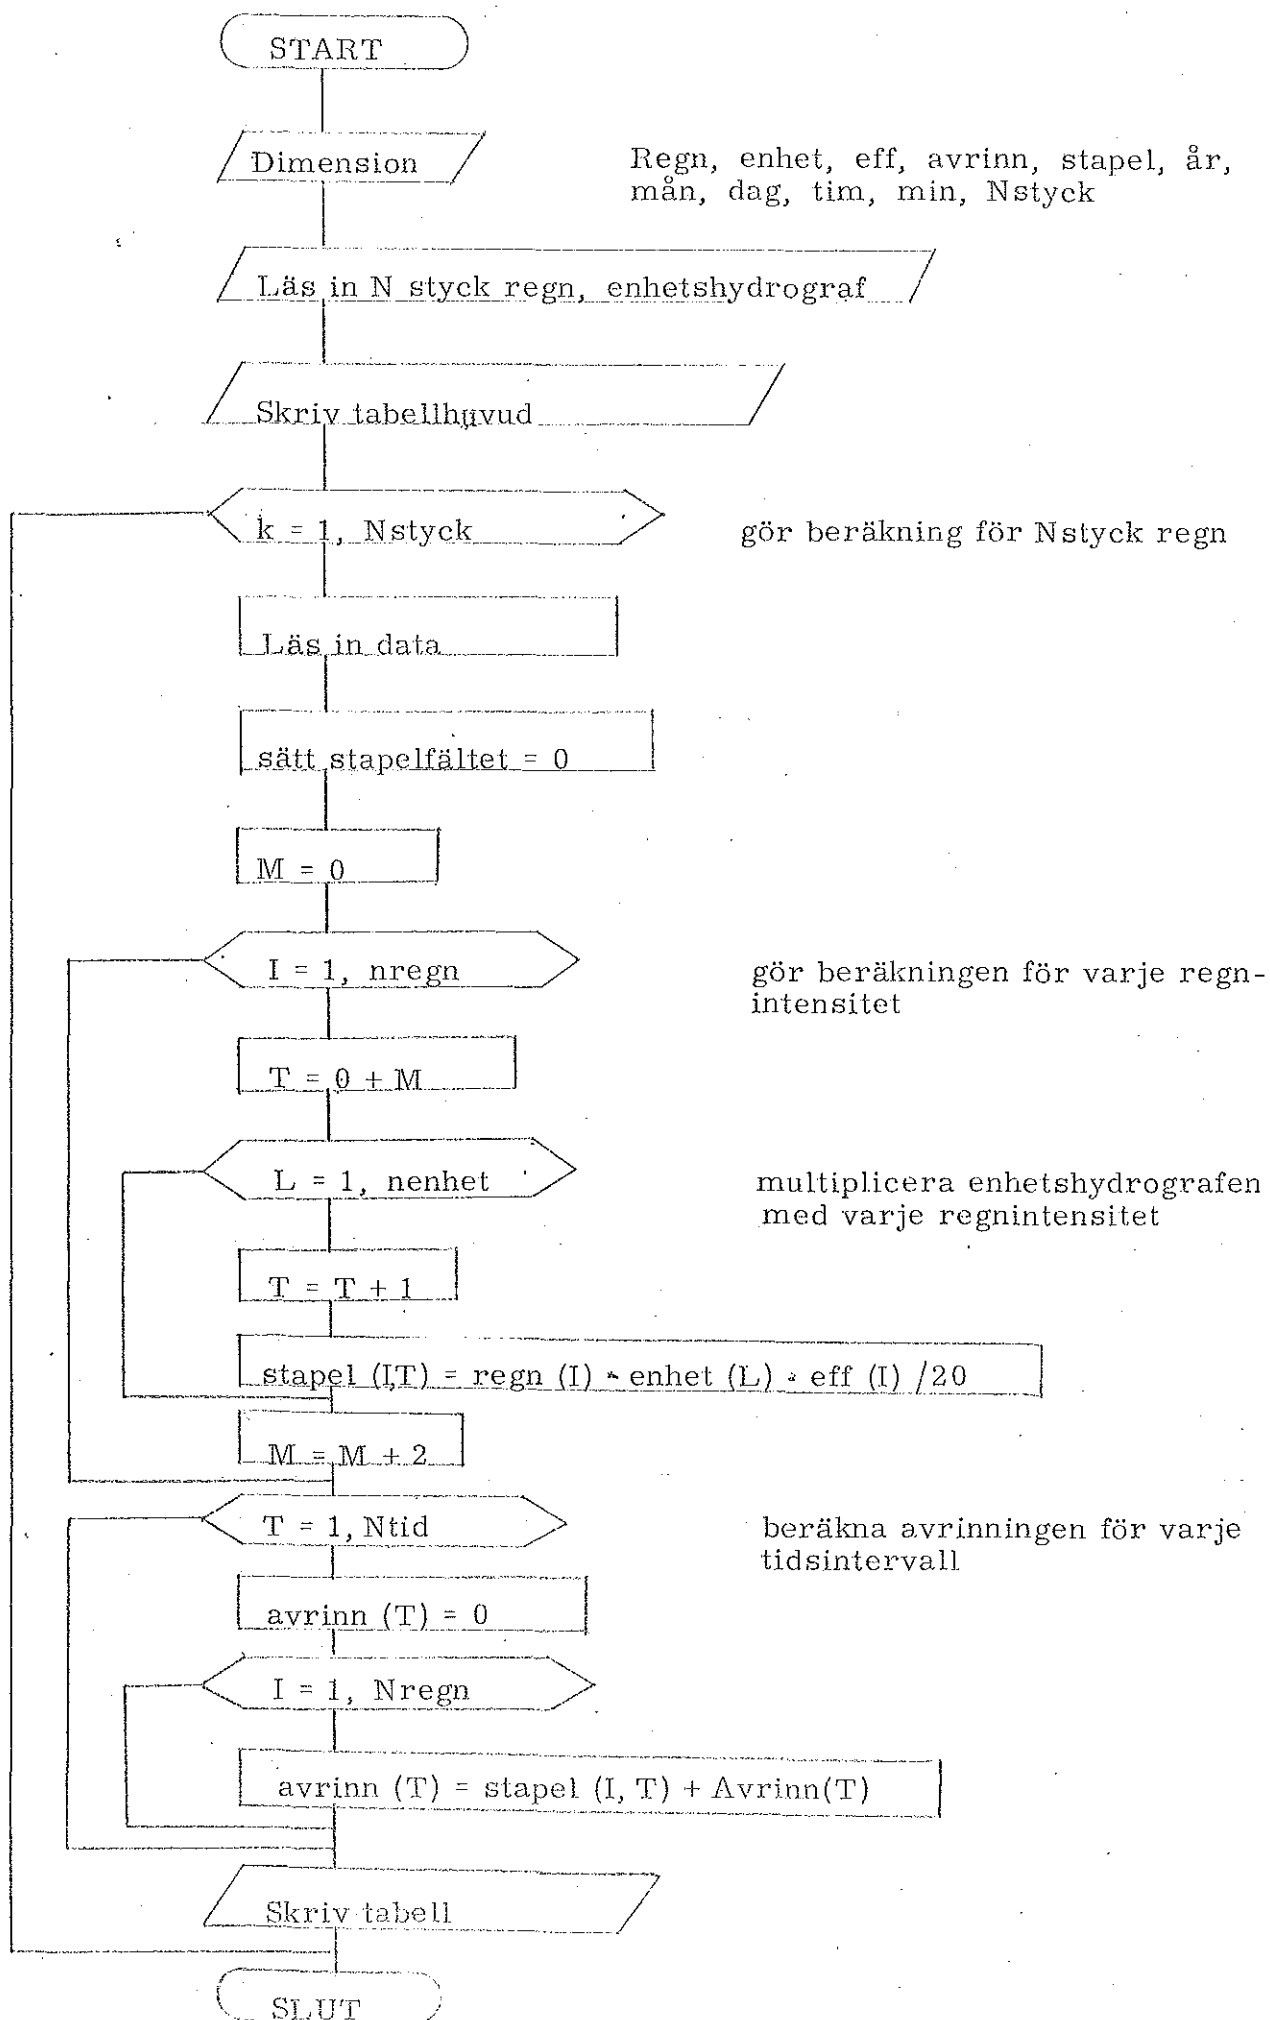 START
Dimension
Regn, enhet, eff, avrinn, stapel, år,
mån, dag, tim, min, Nstyck
Läs in N styck regn, enhetshydrograf
Skriv tabellhuvud
k = 1, Nstyck
gör beräkning för Nstyck regn
Läs in data
sätt stapelfältet = 0
M = 0
I = 1, nregn
gör beräkningen för varje regn-
intensitet
T = 0 + M
L = 1, nenhet
multiplicera enhetshydrografen
med varje regnintensitet
T = T + 1
stapel (I,T) = regn (I) * enhet (L) * eff (I) /20
M = M + 2
T = 1, Ntid
beräkna avrinningen för varje
tidsintervall
avrinn (T) = 0
I = 1, Nregn
avrinn (T) = stapel (I, T) + Avrinn(T)
Skriv tabell
SLUT